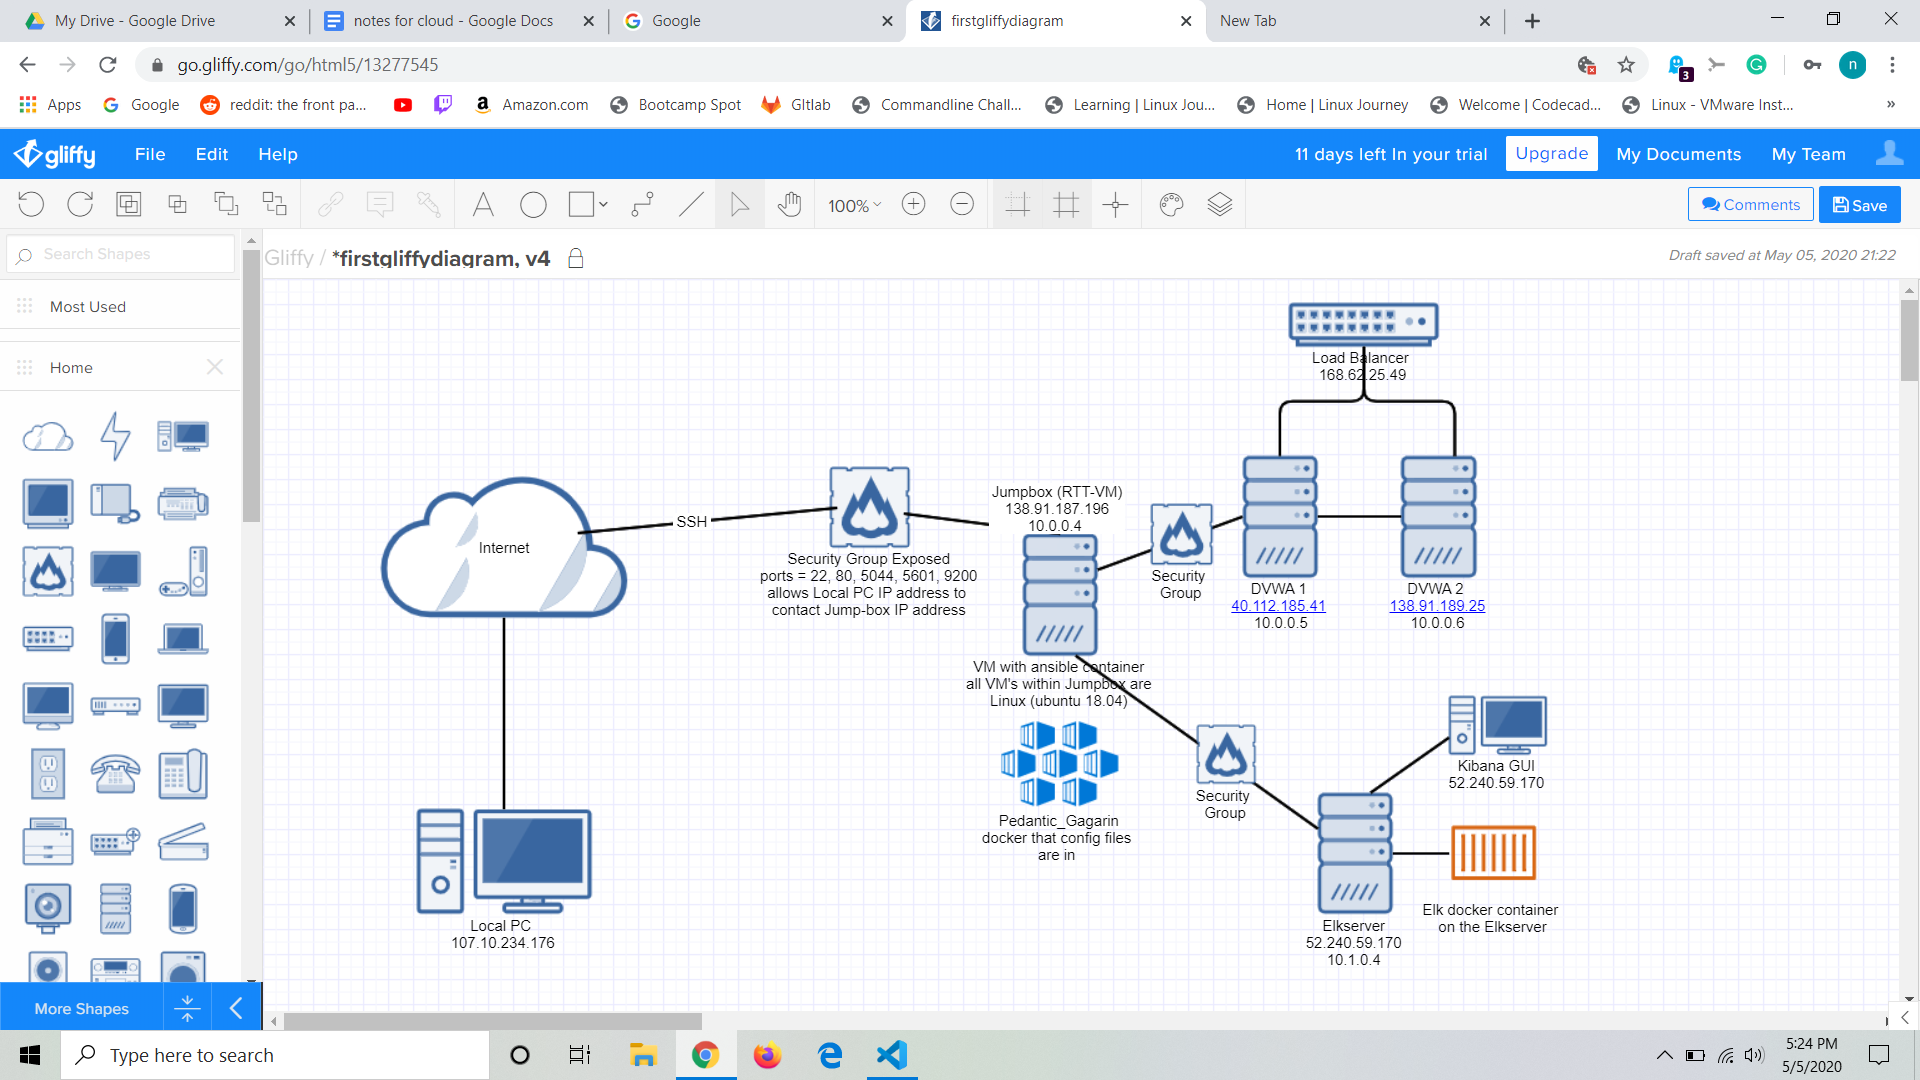 My Drive - Google Drive
notes for cloud - Google Docs
Google
firstgliffydiagram
New Tab
go.gliffy.com/go/html5/13277545
3
n
Apps
Google
reddit: the front pa...
Amazon.com
Bootcamp Spot
GItlab
Commandline Chall...
Learning | Linux Jou...
Home | Linux Journey
Welcome | Codecad...
Linux - VMware Inst...
»
gliffy
File
Edit
Help
11 days left In your trial
Upgrade
My Documents
My Team
100%
Comments
Save
Search Shapes
Gliffy / *firstgliffydiagram, v4
Draft saved at May 05, 2020 21:22
Most Used
Home
Load Balancer
168.62.25.49
Internet
SSH
Security Group Exposed
ports = 22, 80, 5044, 5601, 9200
allows Local PC IP address to
contact Jump-box IP address
Jumpbox (RTT-VM)
138.91.187.196
10.0.0.4
Security
Group
DVWA 1
40.112.185.41
10.0.0.5
DVWA 2
138.91.189.25
10.0.0.6
VM with ansible container
all VM's within Jumpbox are
Linux (ubuntu 18.04)
Pedantic_Gagarin
docker that config files
are in
Security
Group
Kibana GUI
52.240.59.170
Elk docker container
on the Elkserver
Elkserver
52.240.59.170
10.1.0.4
Local PC
107.10.234.176
More Shapes
Type here to search
5:24 PM
5/5/2020